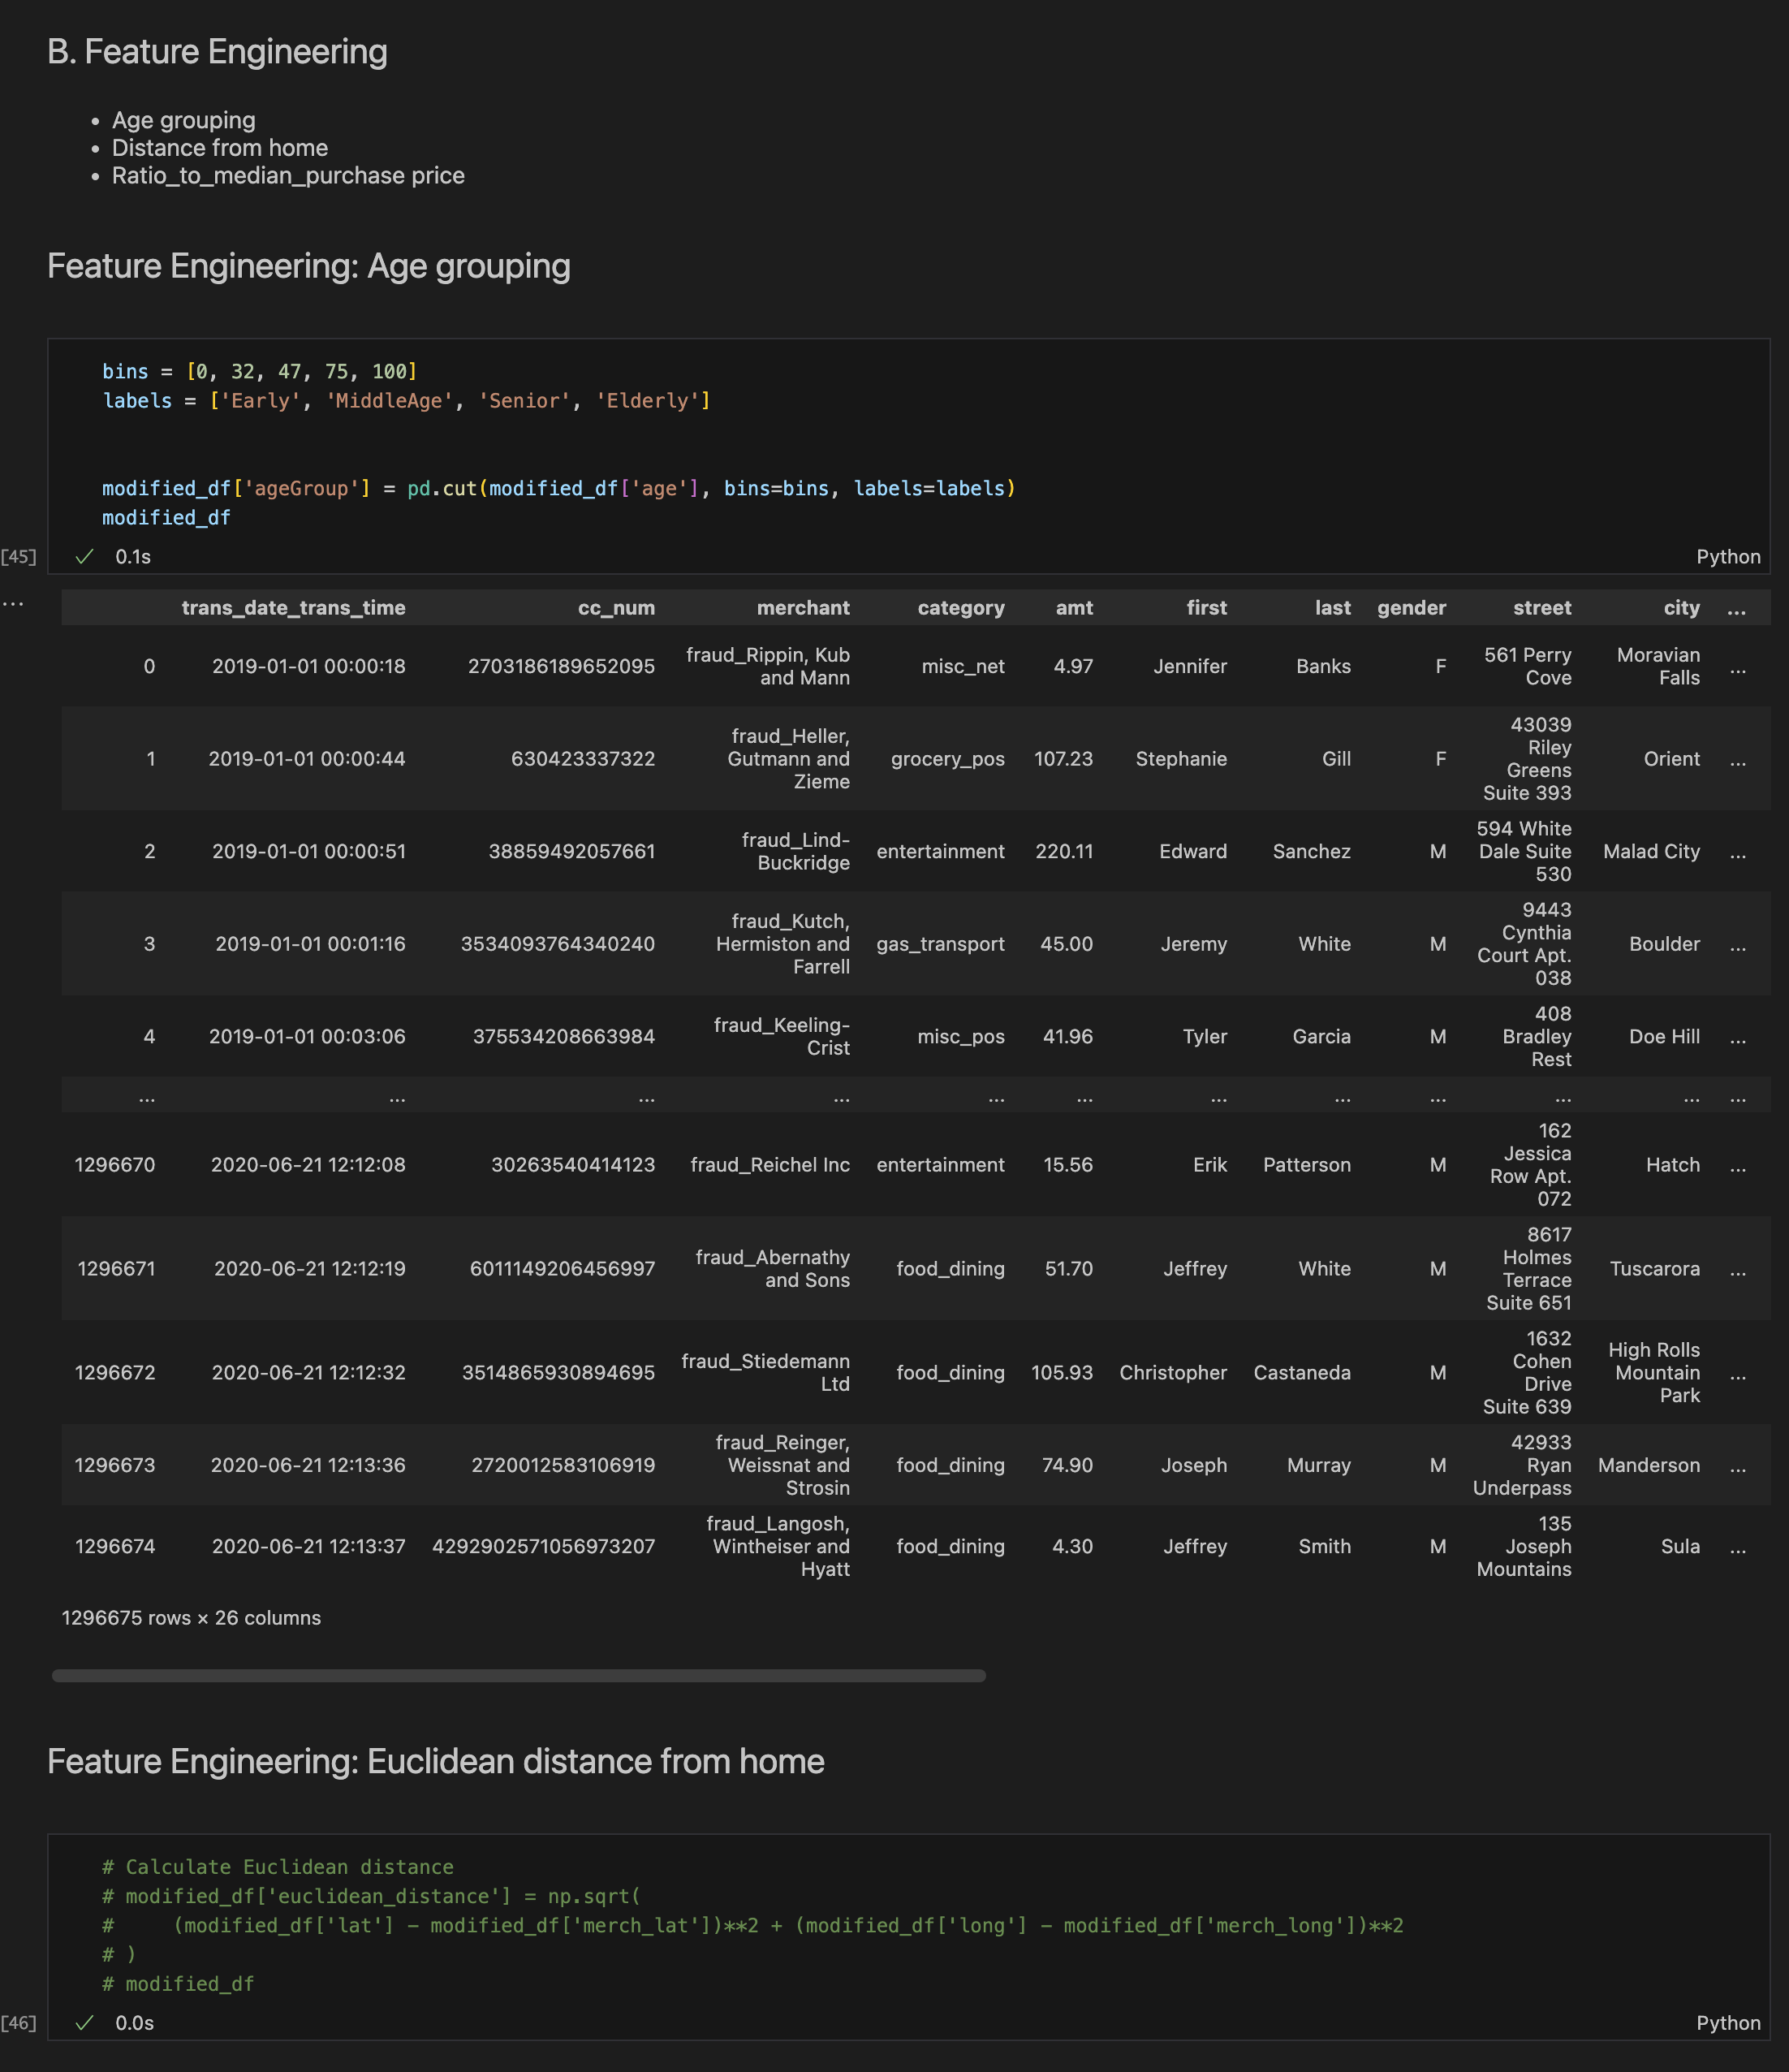 B. Feature Engineering
• Age grouping
• Distance from home
• Ratio_to_median_purchase price
Feature Engineering: Age grouping
bins = [0, 32, 47, 75, 100]
labels = ['Early', 'MiddleAge', 'Senior', 'Elderly']
modified_df['ageGroup'] = pd.cut(modified_df['age'], bins=bins, labels=labels)
modified_df
[45] ✓ 0.1s Python
...
trans_date_trans_time cc_num merchant category amt first last gender street city ...
0 2019-01-01 00:00:18 2703186189652095 fraud_Rippin, Kub and Mann misc_net 4.97 Jennifer Banks F 561 Perry Cove Moravian Falls ...
1 2019-01-01 00:00:44 630423337322 fraud_Heller, Gutmann and Zieme grocery_pos 107.23 Stephanie Gill F 43039 Riley Greens Suite 393 Orient ...
2 2019-01-01 00:00:51 38859492057661 fraud_Lind-Buckridge entertainment 220.11 Edward Sanchez M 594 White Dale Suite 530 Malad City ...
3 2019-01-01 00:01:16 3534093764340240 fraud_Kutch, Hermiston and Farrell gas_transport 45.00 Jeremy White M 9443 Cynthia Court Apt. 038 Boulder ...
4 2019-01-01 00:03:06 375534208663984 fraud_Keeling-Crist misc_pos 41.96 Tyler Garcia M 408 Bradley Rest Doe Hill ...
... ... ... ... ... ... ... ... ... ... ... ...
1296670 2020-06-21 12:12:08 30263540414123 fraud_Reichel Inc entertainment 15.56 Erik Patterson M 162 Jessica Row Apt. 072 Hatch ...
1296671 2020-06-21 12:12:19 6011149206456997 fraud_Abernathy and Sons food_dining 51.70 Jeffrey White M 8617 Holmes Terrace Suite 651 Tuscarora ...
1296672 2020-06-21 12:12:32 3514865930894695 fraud_Stiedemann Ltd food_dining 105.93 Christopher Castaneda M 1632 Cohen Drive Suite 639 High Rolls Mountain Park ...
1296673 2020-06-21 12:13:36 2720012583106919 fraud_Reinger, Weissnat and Strosin food_dining 74.90 Joseph Murray M 42933 Ryan Underpass Manderson ...
1296674 2020-06-21 12:13:37 4292902571056973207 fraud_Langosh, Wintheiser and Hyatt food_dining 4.30 Jeffrey Smith M 135 Joseph Mountains Sula ...
1296675 rows × 26 columns
Feature Engineering: Euclidean distance from home
# Calculate Euclidean distance
# modified_df['euclidean_distance'] = np.sqrt(
#     (modified_df['lat'] - modified_df['merch_lat'])**2 + (modified_df['long'] - modified_df['merch_long'])**2
# )
# modified_df
[46] ✓ 0.0s Python